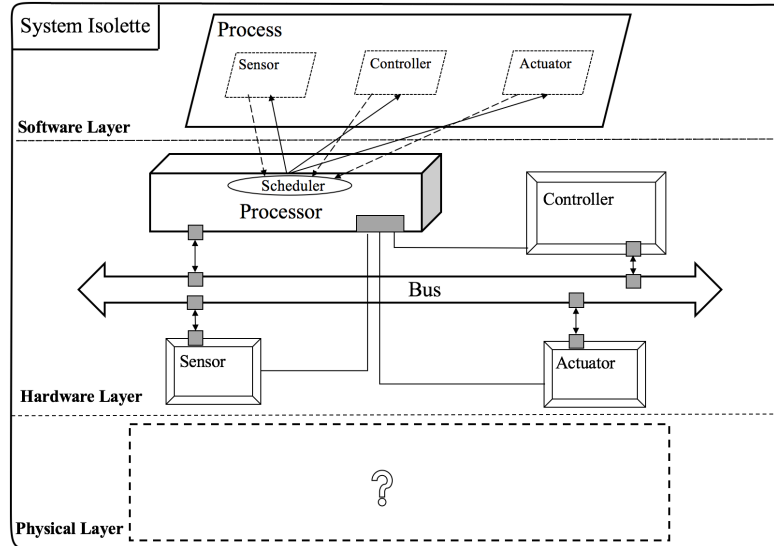 System Isolette
Process
Sensor
Controller
Actuator
Software Layer
Scheduler
Processor
Controller
Bus
Sensor
Actuator
Hardware Layer
?
Physical Layer